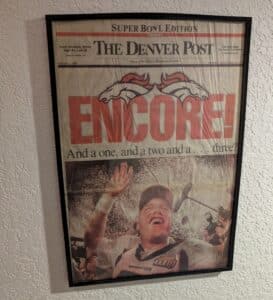 SUPER BOWL EDITION
THE DENVER POST
ENCORE!
And a one, and a two and a . . . three?